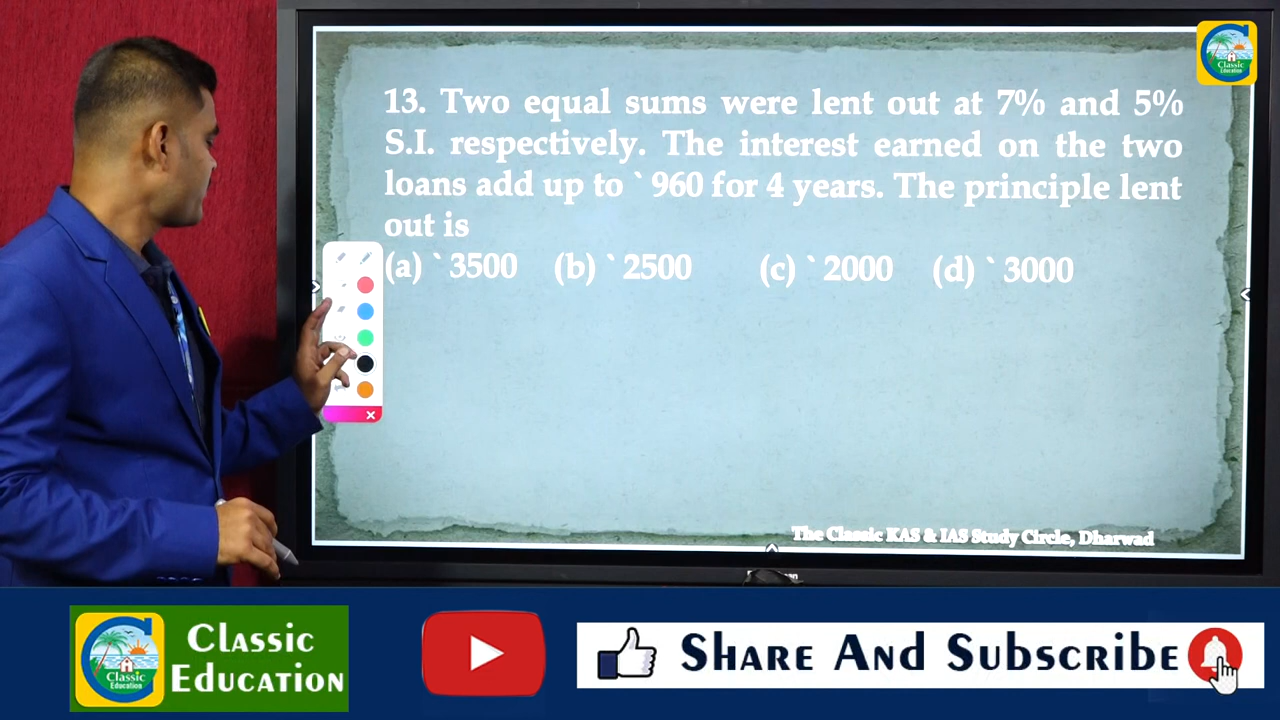 Classic
Education
13. Two equal sums were lent out at 7% and 5%
S.I. respectively. The interest earned on the two
loans add up to ` 960 for 4 years. The principle lent
out is
(a) ` 3500 (b) ` 2500 (c) ` 2000 (d) ` 3000
The Classic KAS & IAS Study Circle, Dharwad
Classic
Education
Classic
Education
Share And Subscribe